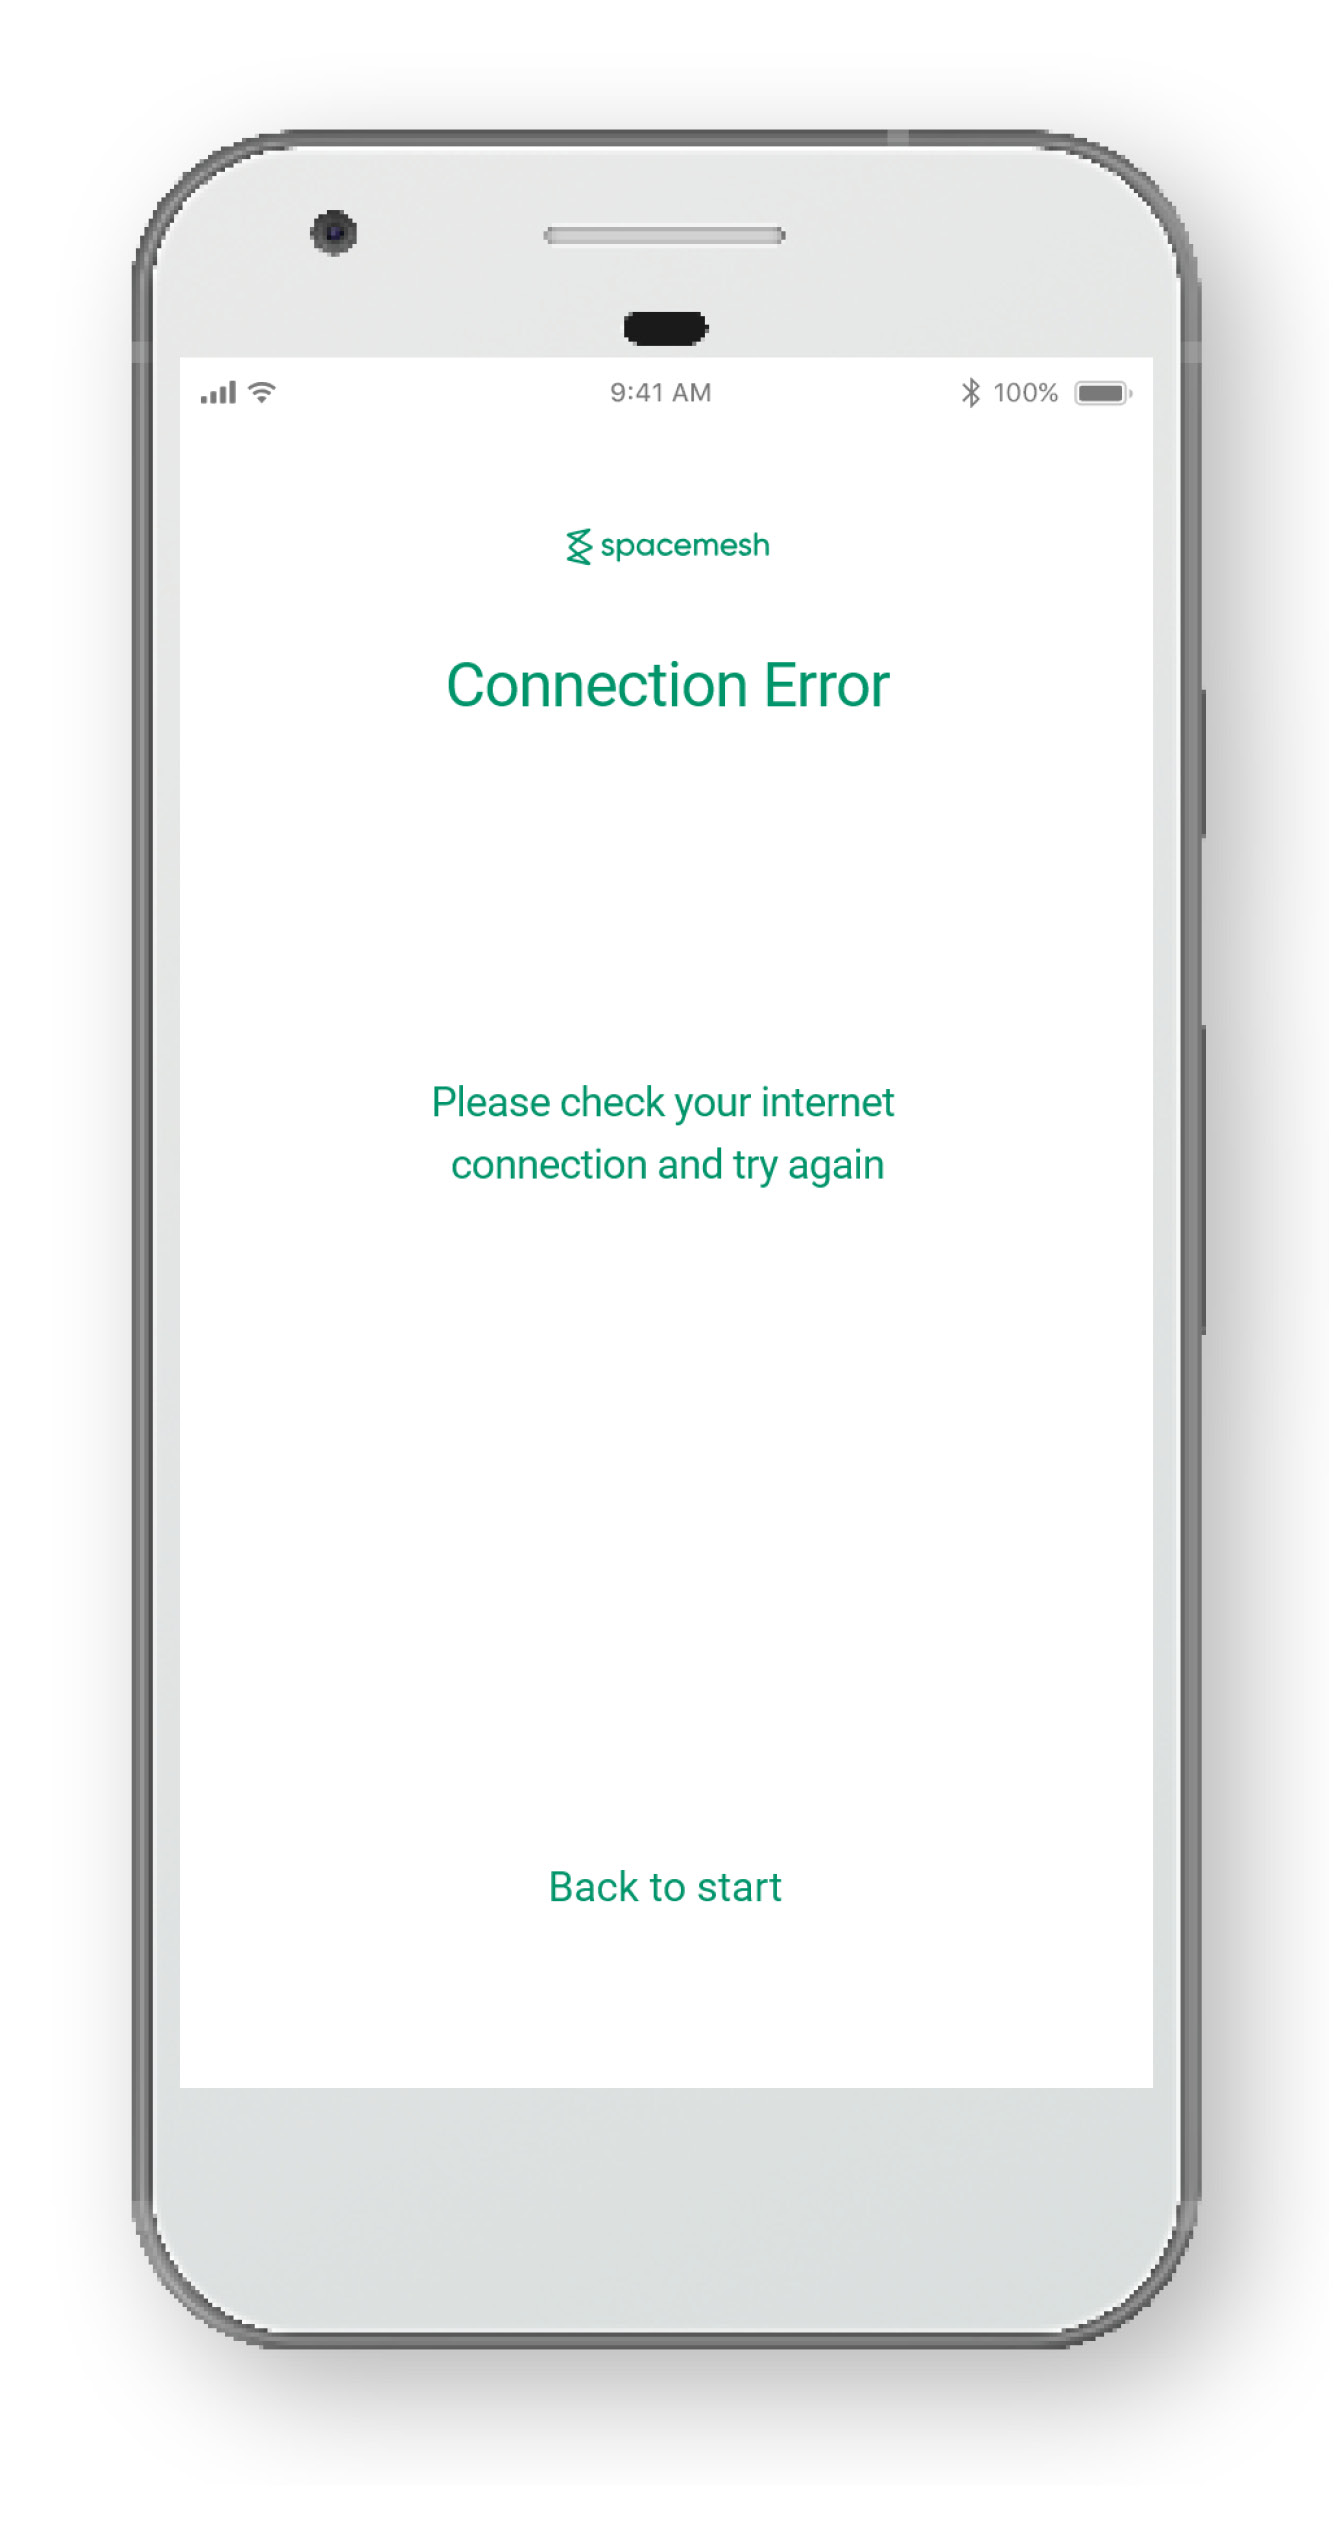 9:41 AM
100%
spacemesh
Connection Error
Please check your internet
connection and try again
Back to start